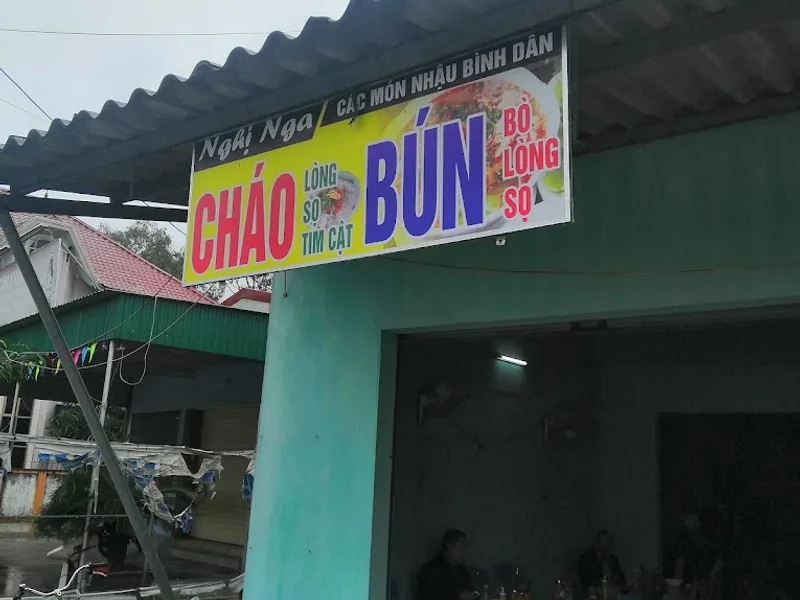 Nghị Nga / CÁC MÓN NHẬU BÌNH DÂN
CHÁO
LÒNG
SỌ
TIM CẬT
BÚN
BÒ
LÒNG
SỌ